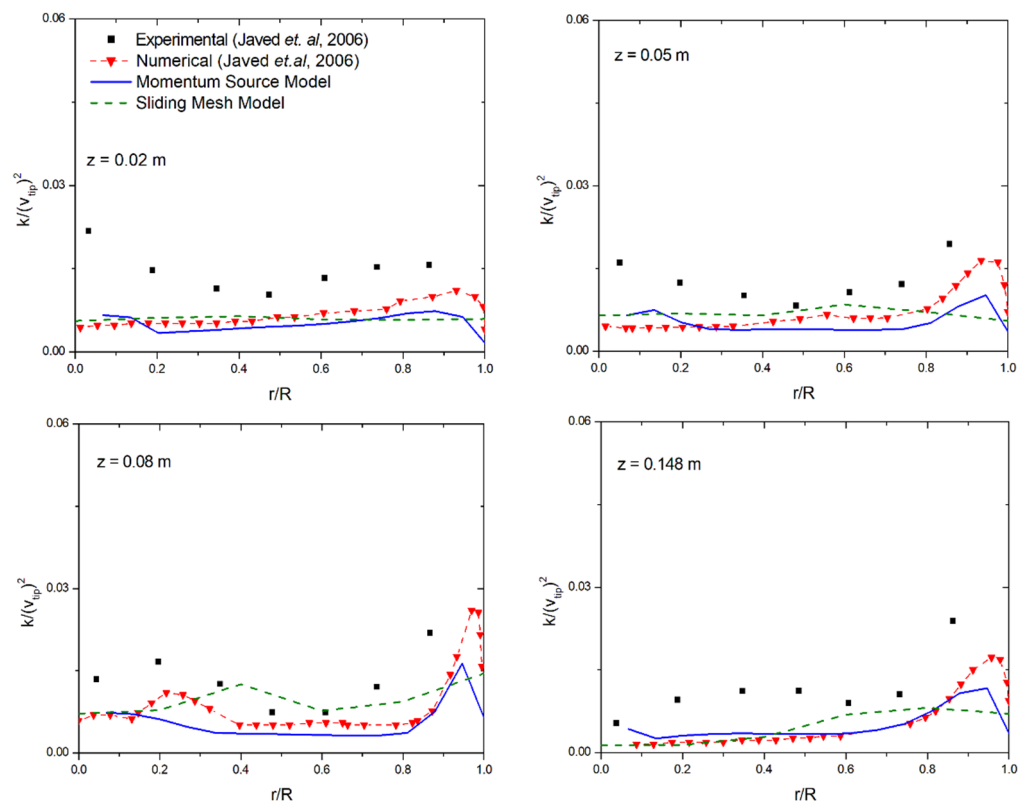 0.06
Experimental (Javed et. al, 2006)
Numerical (Javed et.al, 2006)
Momentum Source Model
Sliding Mesh Model
z = 0.02 m
k/(v_tip)^2
0.03
0.00
0.0 0.2 0.4 0.6 0.8 1.0
r/R
0.06
z = 0.05 m
k/(v_tip)^2
0.03
0.00
0.0 0.2 0.4 0.6 0.8 1.0
r/R
0.06
z = 0.08 m
k/(v_tip)^2
0.03
0.00
0.0 0.2 0.4 0.6 0.8 1.0
r/R
0.06
z = 0.148 m
k/(v_tip)^2
0.03
0.00
0.0 0.2 0.4 0.6 0.8 1.0
r/R